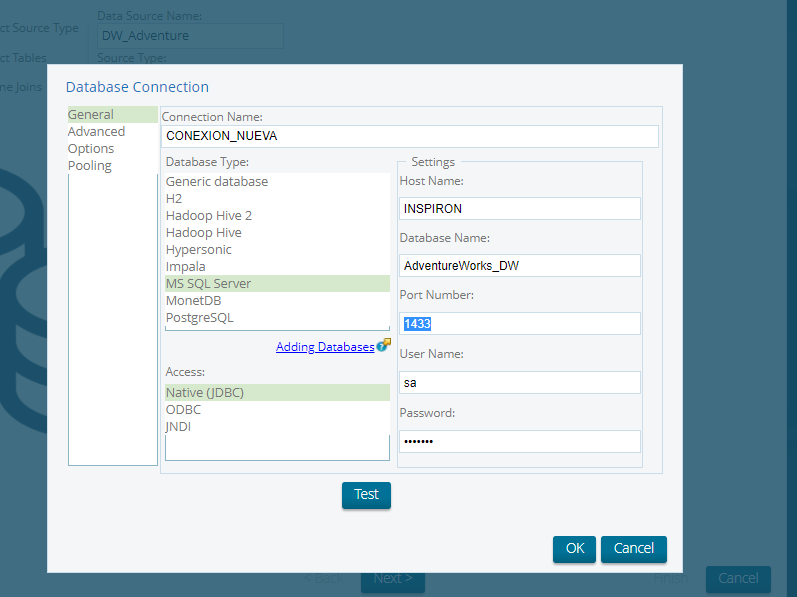 Data Source Name:
ct Source Type
DW_Adventure
ct Tables
Source Type:
ne Joins
Database Connection
General
Advanced
Options
Pooling
Connection Name:
CONEXION_NUEVA
Database Type:
Generic database
H2
Hadoop Hive 2
Hadoop Hive
Hypersonic
Impala
MS SQL Server
MonetDB
PostgreSQL
Adding Databases
Access:
Native (JDBC)
ODBC
JNDI
Settings
Host Name:
INSPIRON
Database Name:
AdventureWorks_DW
Port Number:
1433
User Name:
sa
Password:
•••••••
Test
OK
Cancel
< Back
Next >
Finish
Cancel